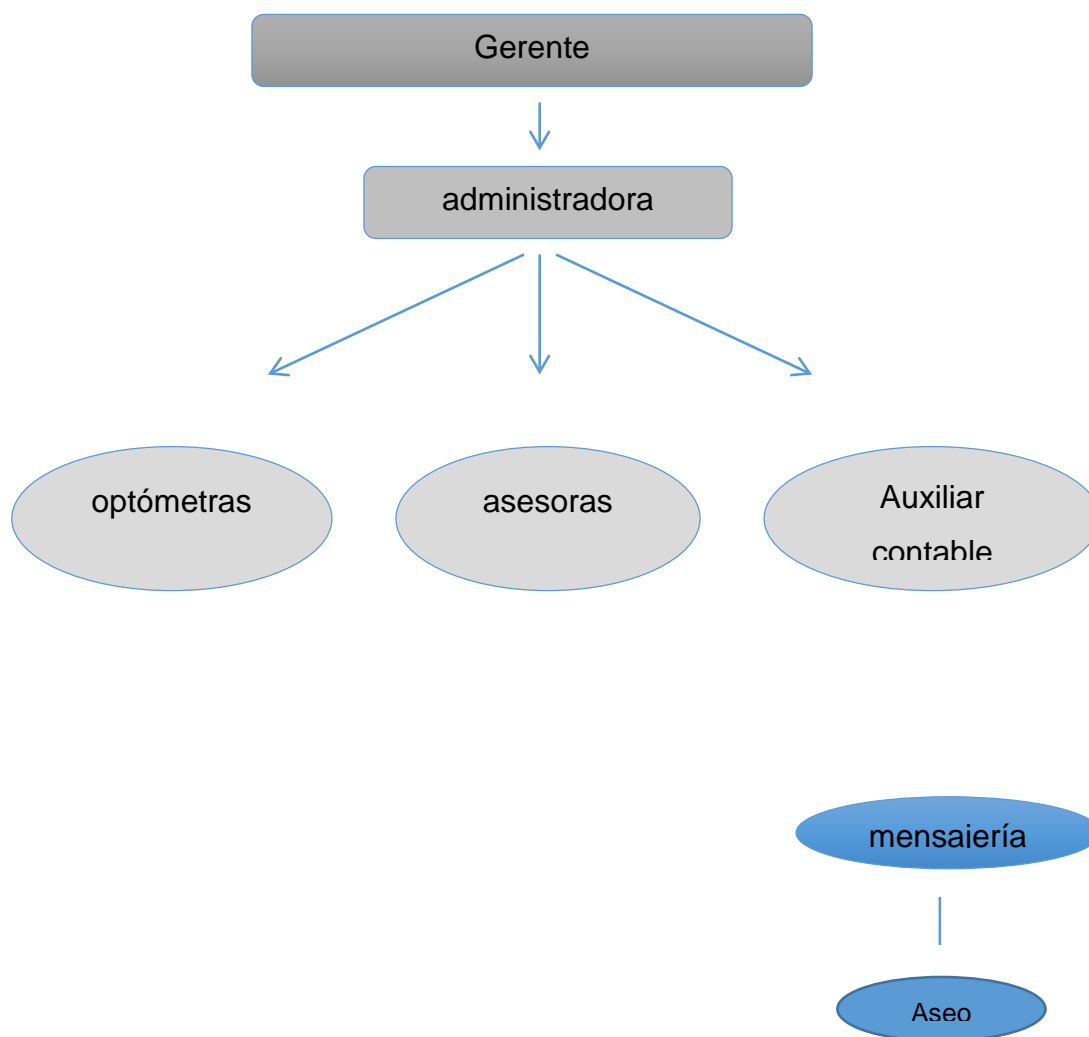 Gerente
administradora
optómetras
asesoras
Auxiliar
contable
mensajería
Aseo